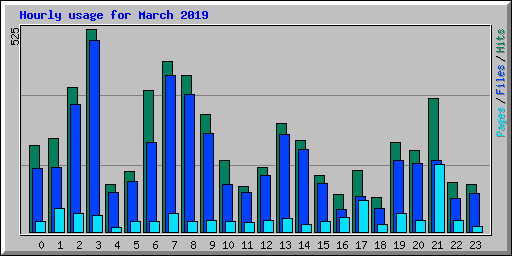 Hourly usage for March 2019
525
Pages / Files / Hits
0 1 2 3 4 5 6 7 8 9 10 11 12 13 14 15 16 17 18 19 20 21 22 23